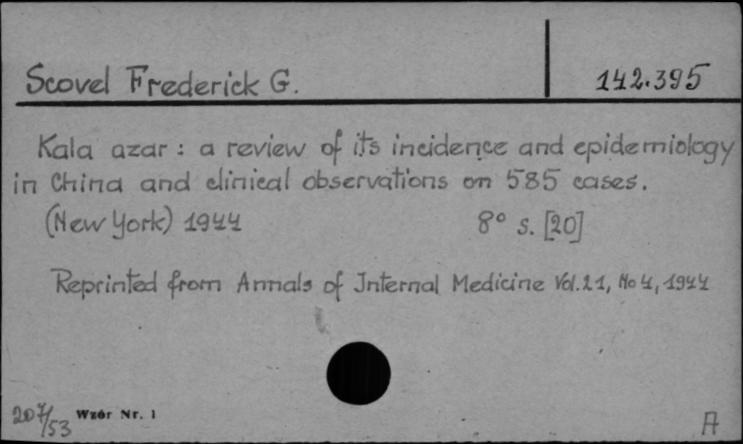 Scovel Frederick G.
142.395
Kala azar : a review of its incidence and epidemiology
in China and clinical observations on 585 cases.
(New York) 1944 8° s. [20]
Reprinted from Annals of Internal Medicine Vol. 21, No 4, 1944
207/53 Wzór Nr. 1
A